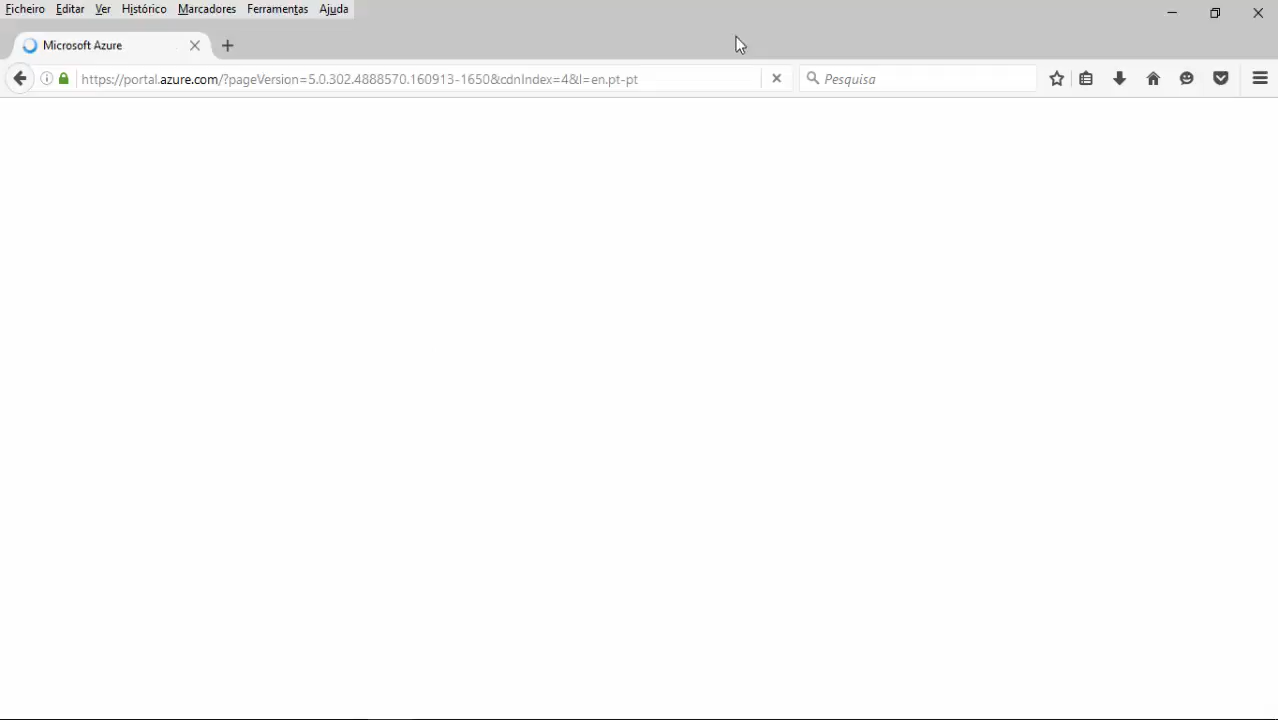 Ficheiro Editar Ver Histórico Marcadores Ferramentas Ajuda
Microsoft Azure
https://portal.azure.com/?pageVersion=5.0.302.4888570.160913-1650&cdnIndex=4&l=en.pt-pt
Pesquisa